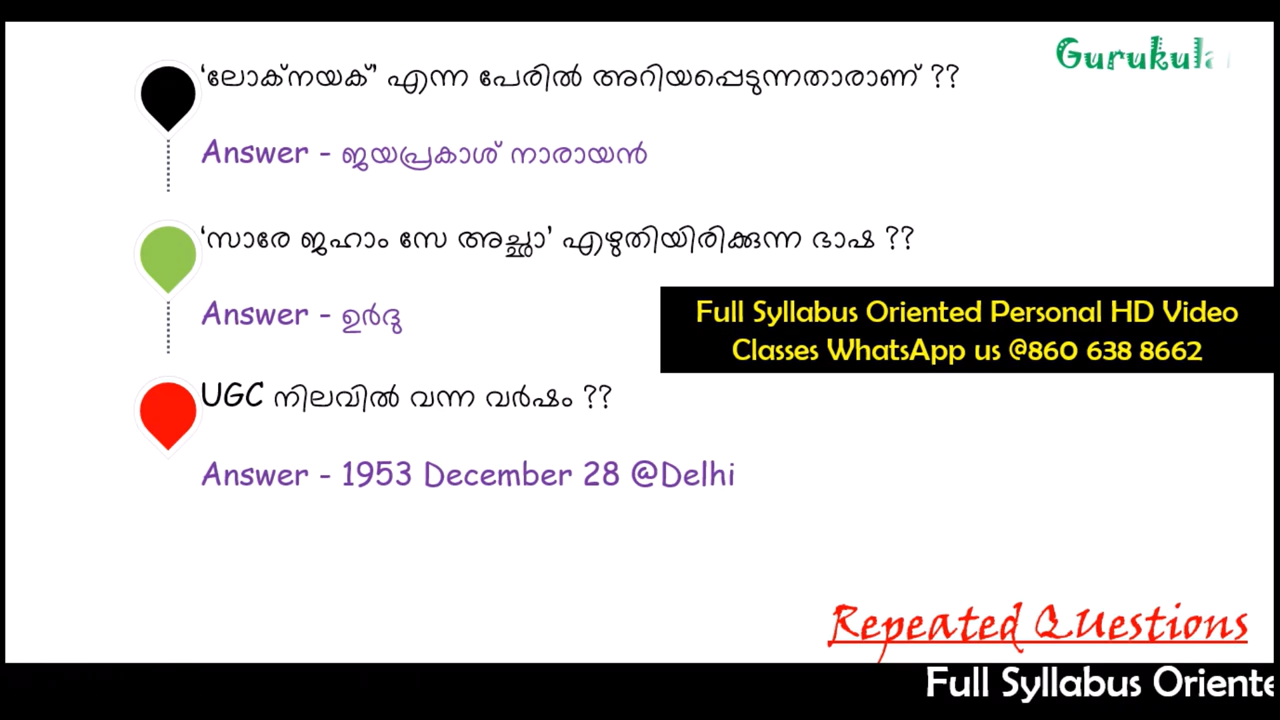 Gurukula
‘ലോക്നയക്’ എന്ന പേരിൽ അറിയപ്പെടുന്നതാരാണ് ??
Answer - ജയപ്രകാശ് നാരായൻ
‘സാരേ ജഹാം സേ അച്ഛാ’ എഴുതിയിരിക്കുന്ന ഭാഷ ??
Answer - ഉർദു
Full Syllabus Oriented Personal HD Video
Classes WhatsApp us @860 638 8662
UGC നിലവിൽ വന്ന വർഷം ??
Answer - 1953 December 28 @Delhi
Repeated QUestions
Full Syllabus Oriente